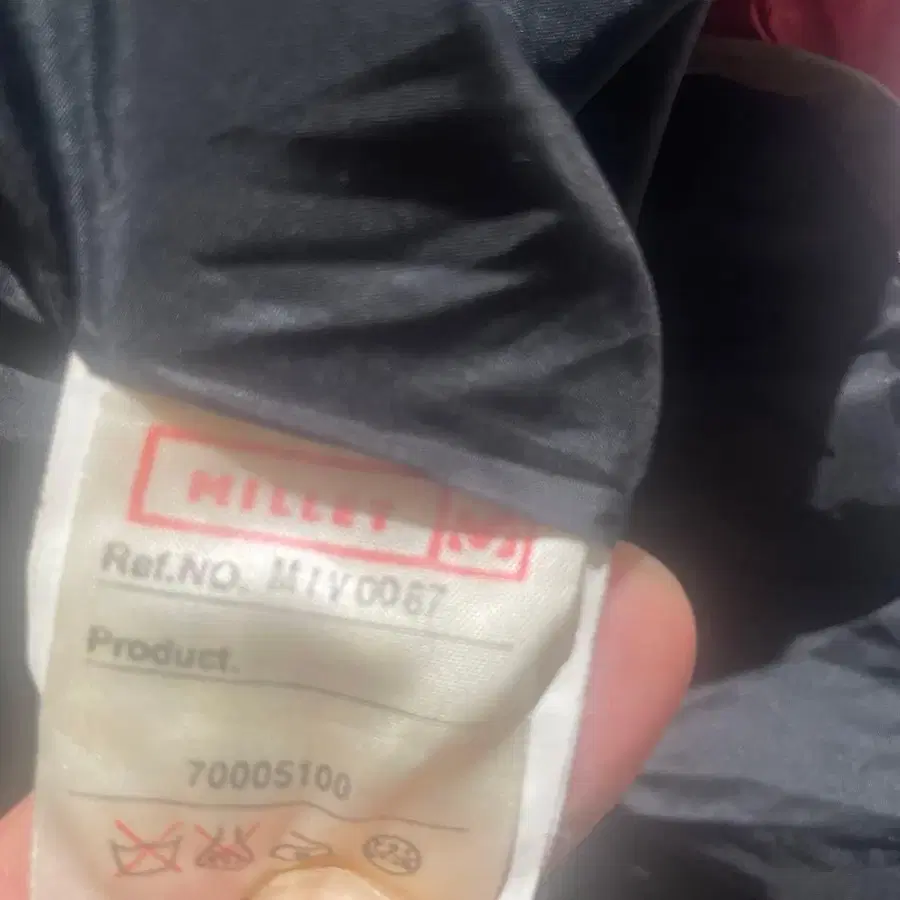 MILLET
Ref.NO. MIV0067
Product.
70005100